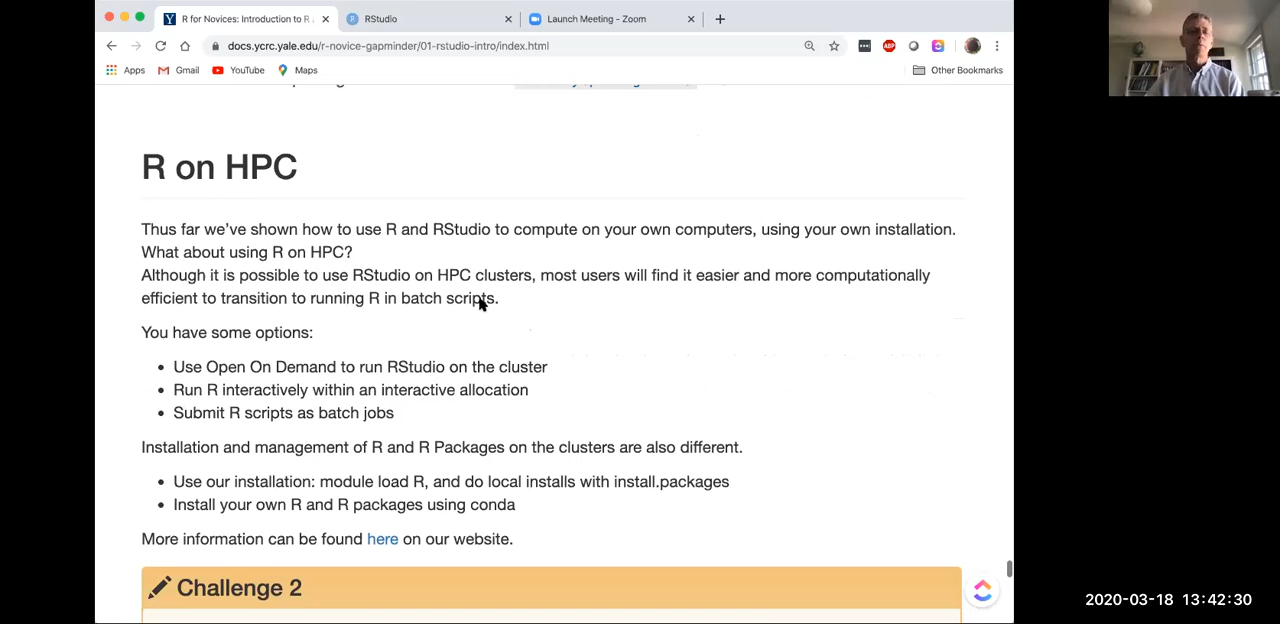 R for Novices: Introduction to R
RStudio
Launch Meeting - Zoom
docs.ycrc.yale.edu/r-novice-gapminder/01-rstudio-intro/index.html
ABP
Apps
Gmail
YouTube
Maps
Other Bookmarks
R on HPC
Thus far we've shown how to use R and RStudio to compute on your own computers, using your own installation.
What about using R on HPC?
Although it is possible to use RStudio on HPC clusters, most users will find it easier and more computationally
efficient to transition to running R in batch scripts.
You have some options:
• Use Open On Demand to run RStudio on the cluster
• Run R interactively within an interactive allocation
• Submit R scripts as batch jobs
Installation and management of R and R Packages on the clusters are also different.
• Use our installation: module load R, and do local installs with install.packages
• Install your own R and R packages using conda
More information can be found here on our website.
Challenge 2
2020-03-18 13:42:30